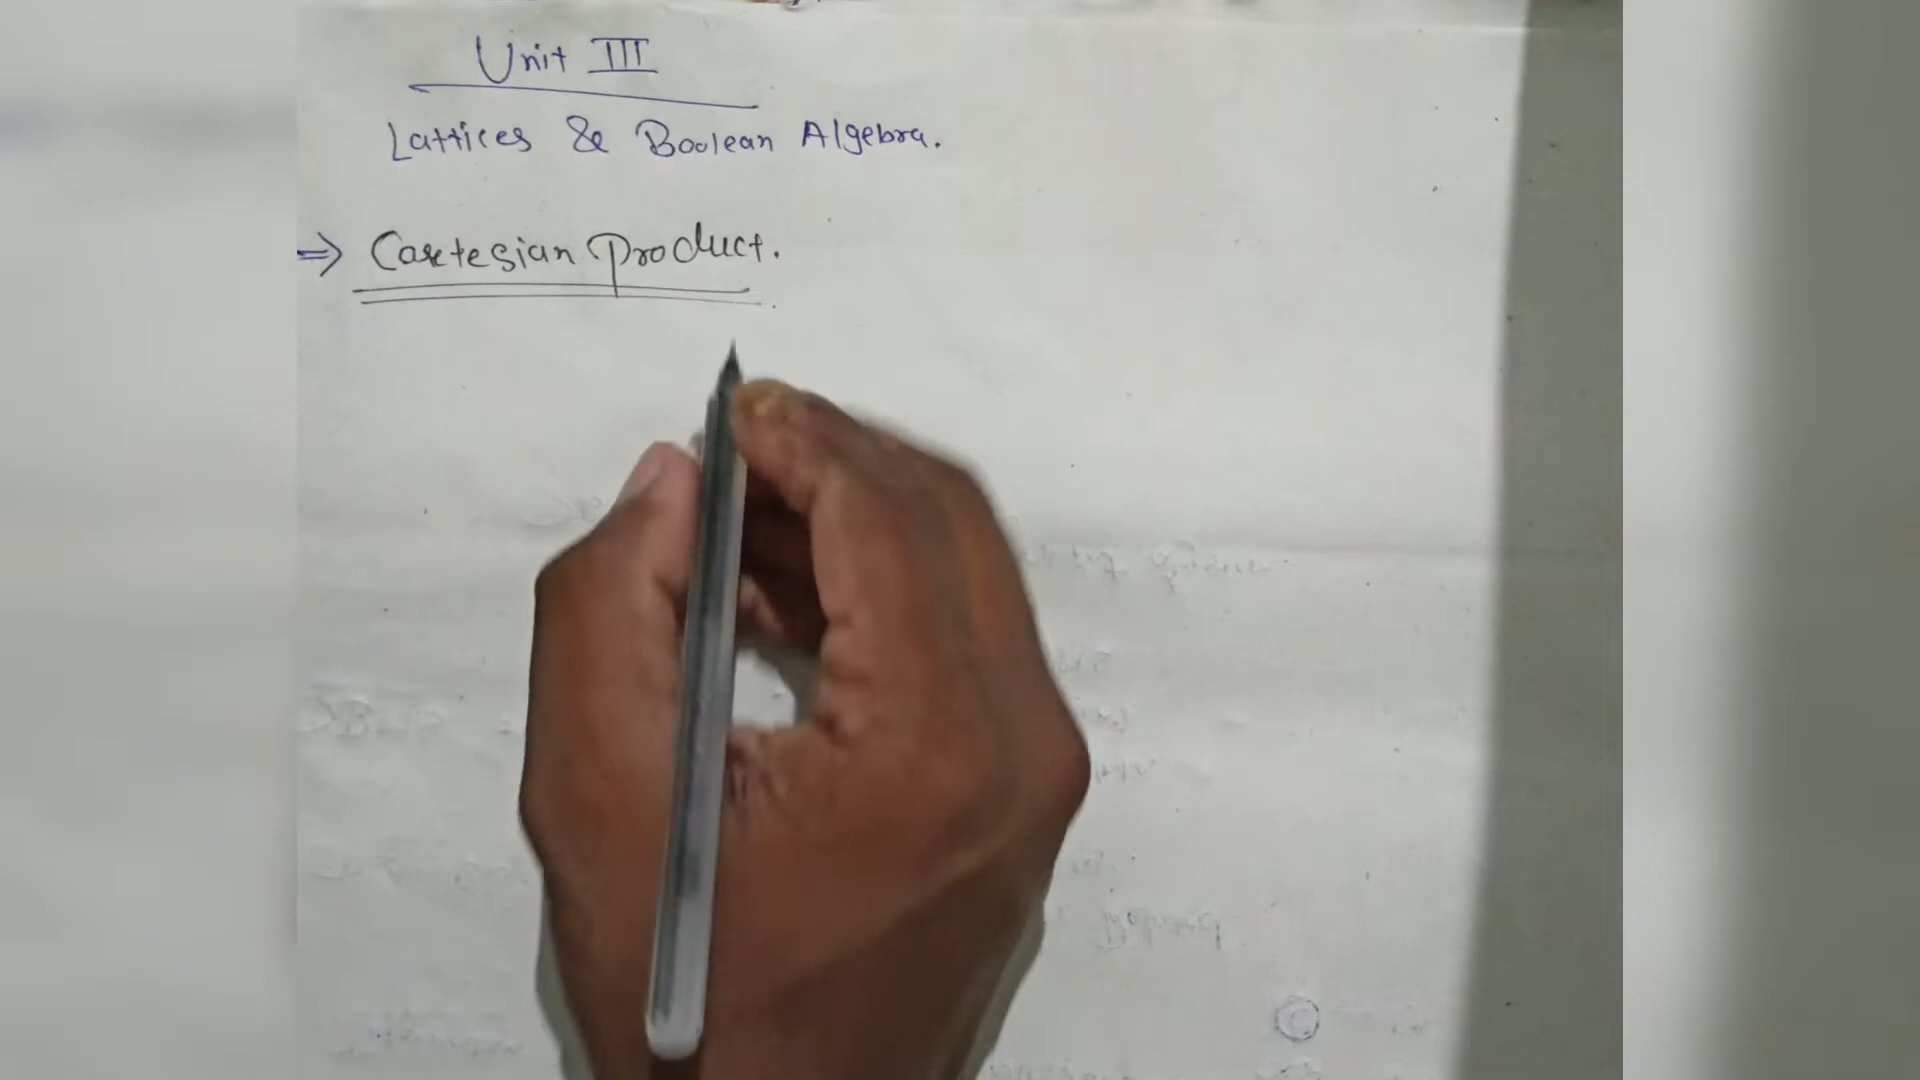 Unit III
Lattices & Boolean Algebra.
⇒ Cartesian Product.